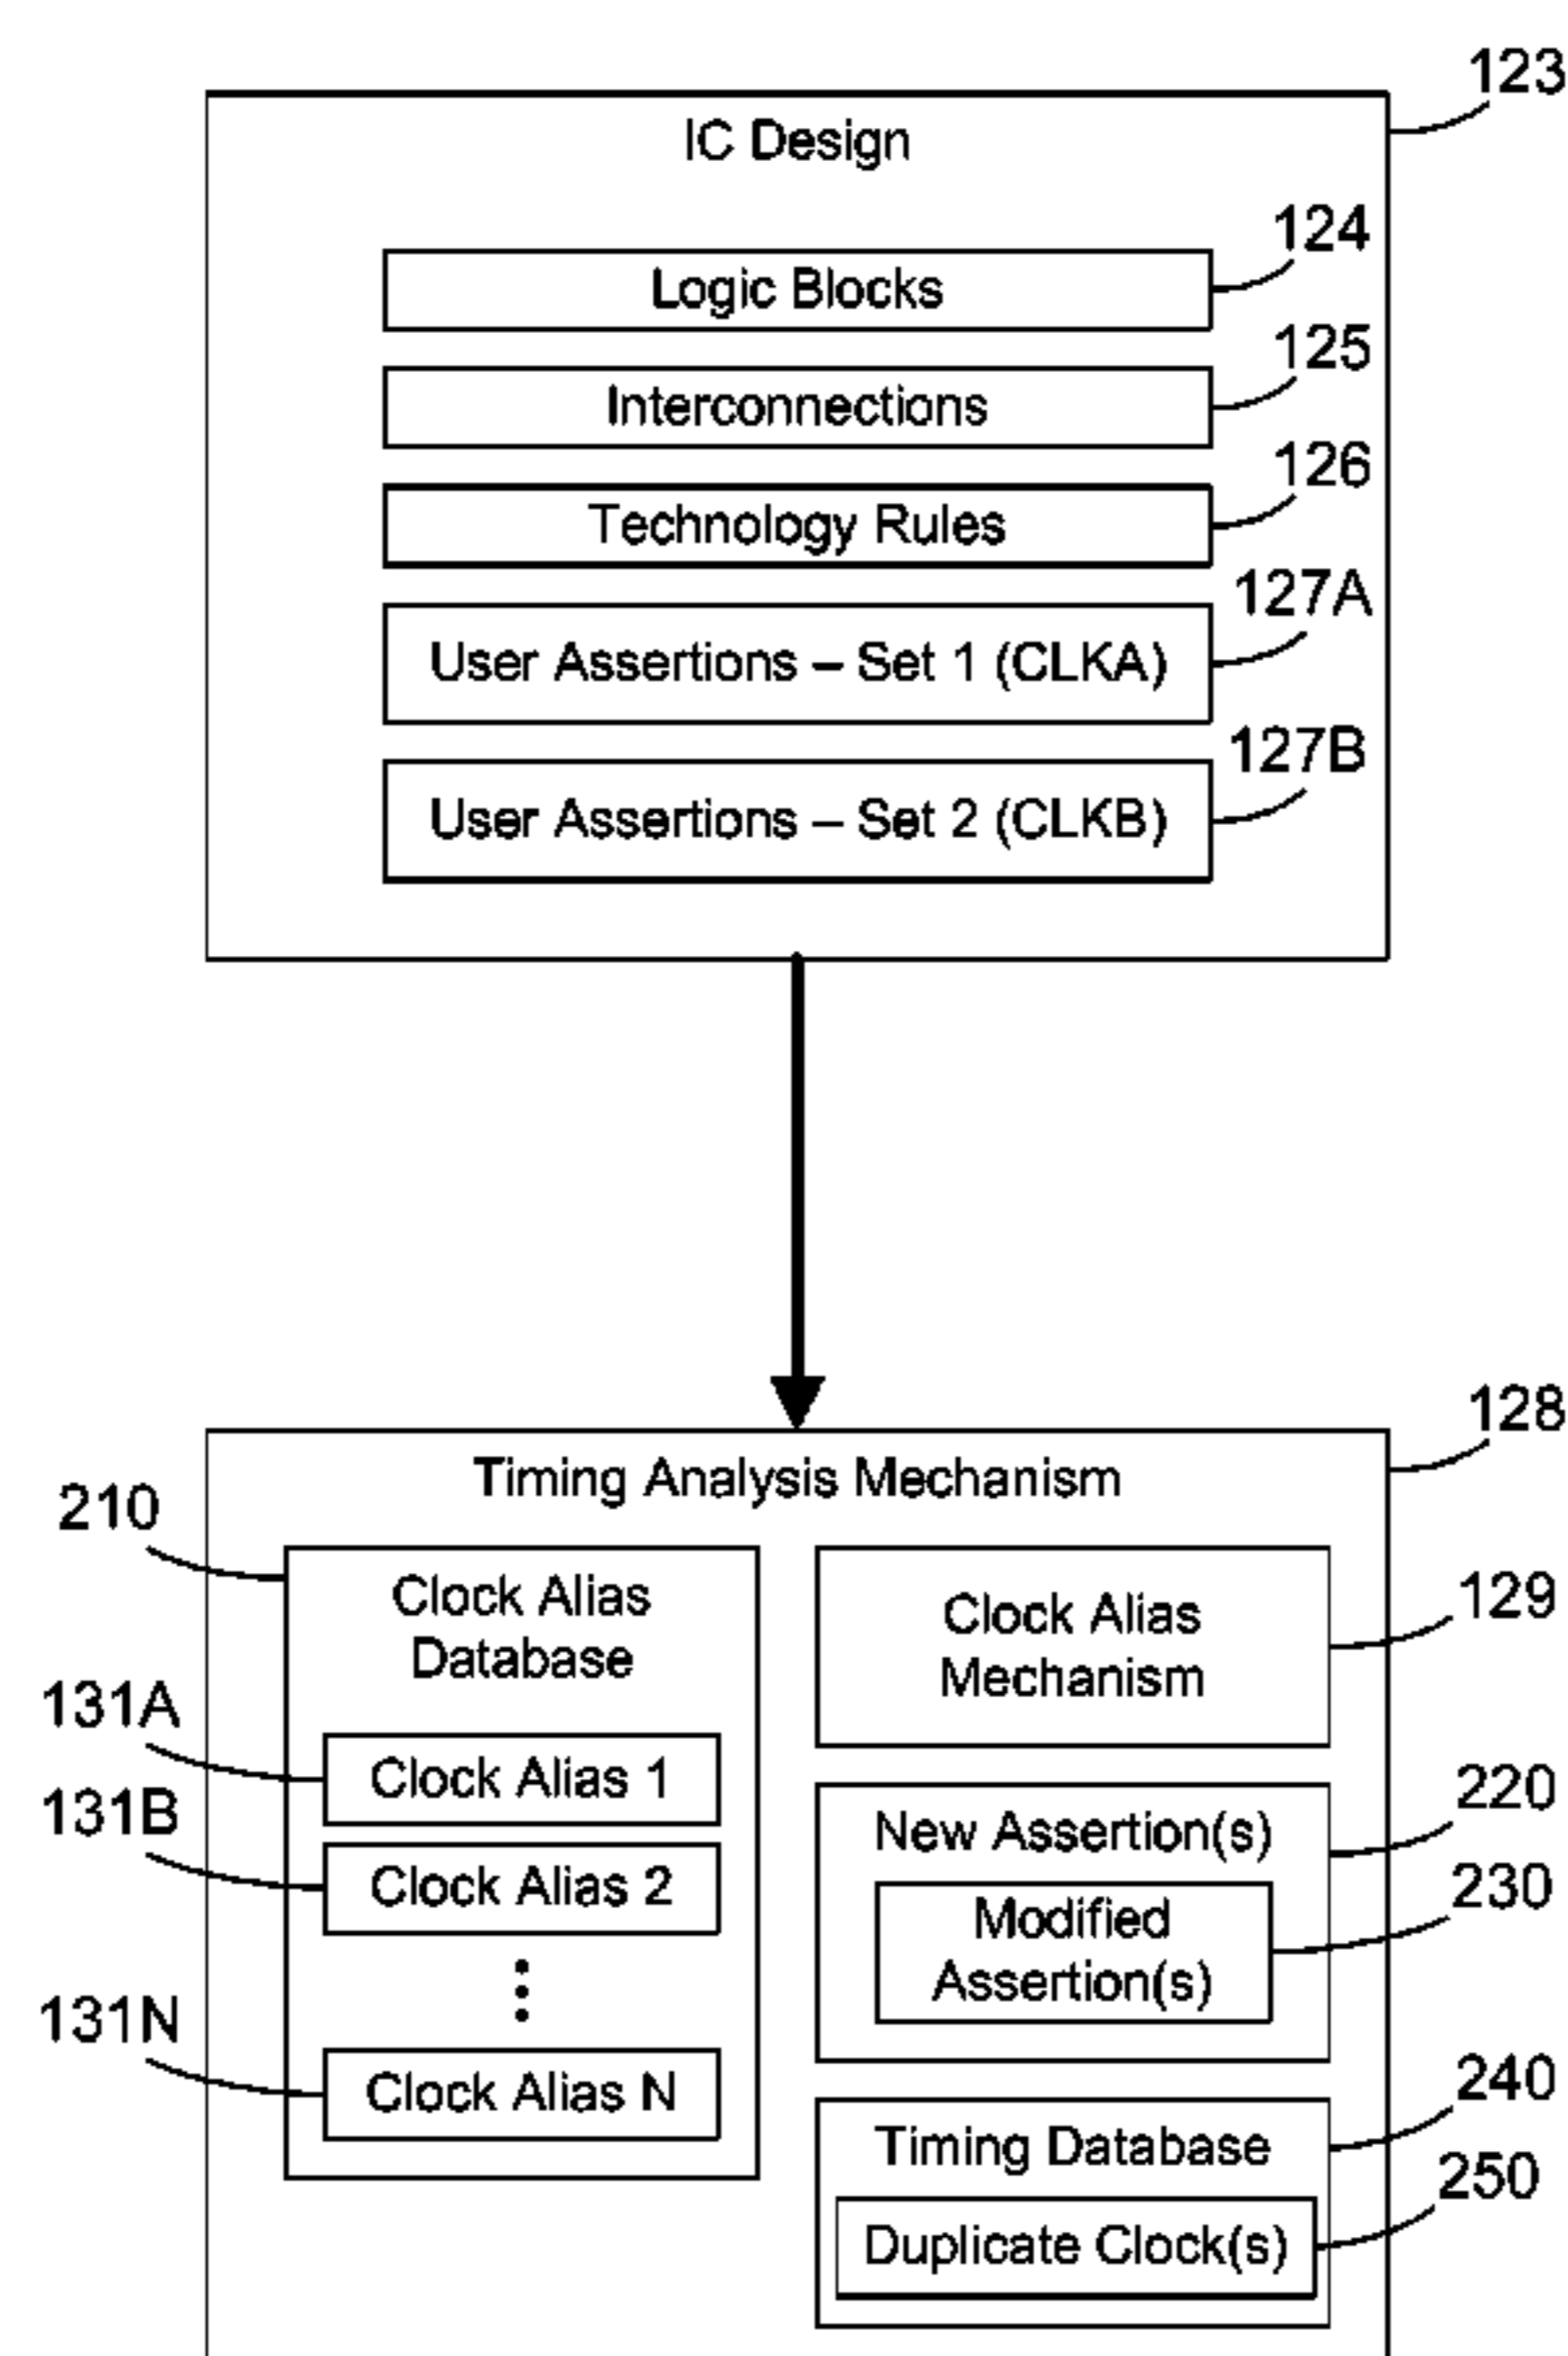 123
IC Design
124
Logic Blocks
125
Interconnections
126
Technology Rules
127A
User Assertions – Set 1 (CLKA)
127B
User Assertions – Set 2 (CLKB)
128
Timing Analysis Mechanism
210
Clock Alias
Database
131A
Clock Alias 1
131B
Clock Alias 2
131N
Clock Alias N
129
Clock Alias
Mechanism
220
New Assertion(s)
230
Modified
Assertion(s)
240
Timing Database
250
Duplicate Clock(s)